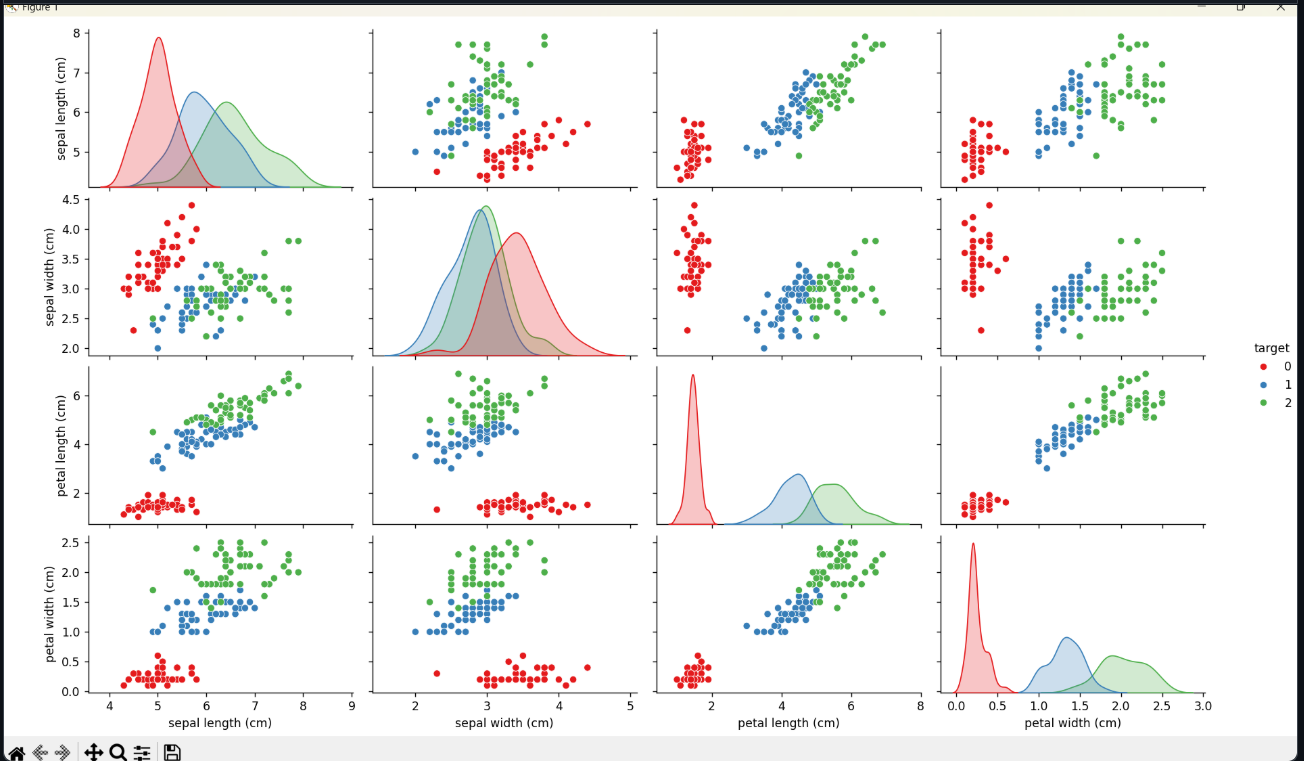 Figure 1
8
7
6
5
sepal length (cm)
4.5
4.0
3.5
3.0
2.5
2.0
sepal width (cm)
target
0
1
2
6
4
2
petal length (cm)
2.5
2.0
1.5
1.0
0.5
0.0
petal width (cm)
4 5 6 7 8 9
2 3 4 5
2 4 6 8
0.0 0.5 1.0 1.5 2.0 2.5 3.0
sepal length (cm)
sepal width (cm)
petal length (cm)
petal width (cm)